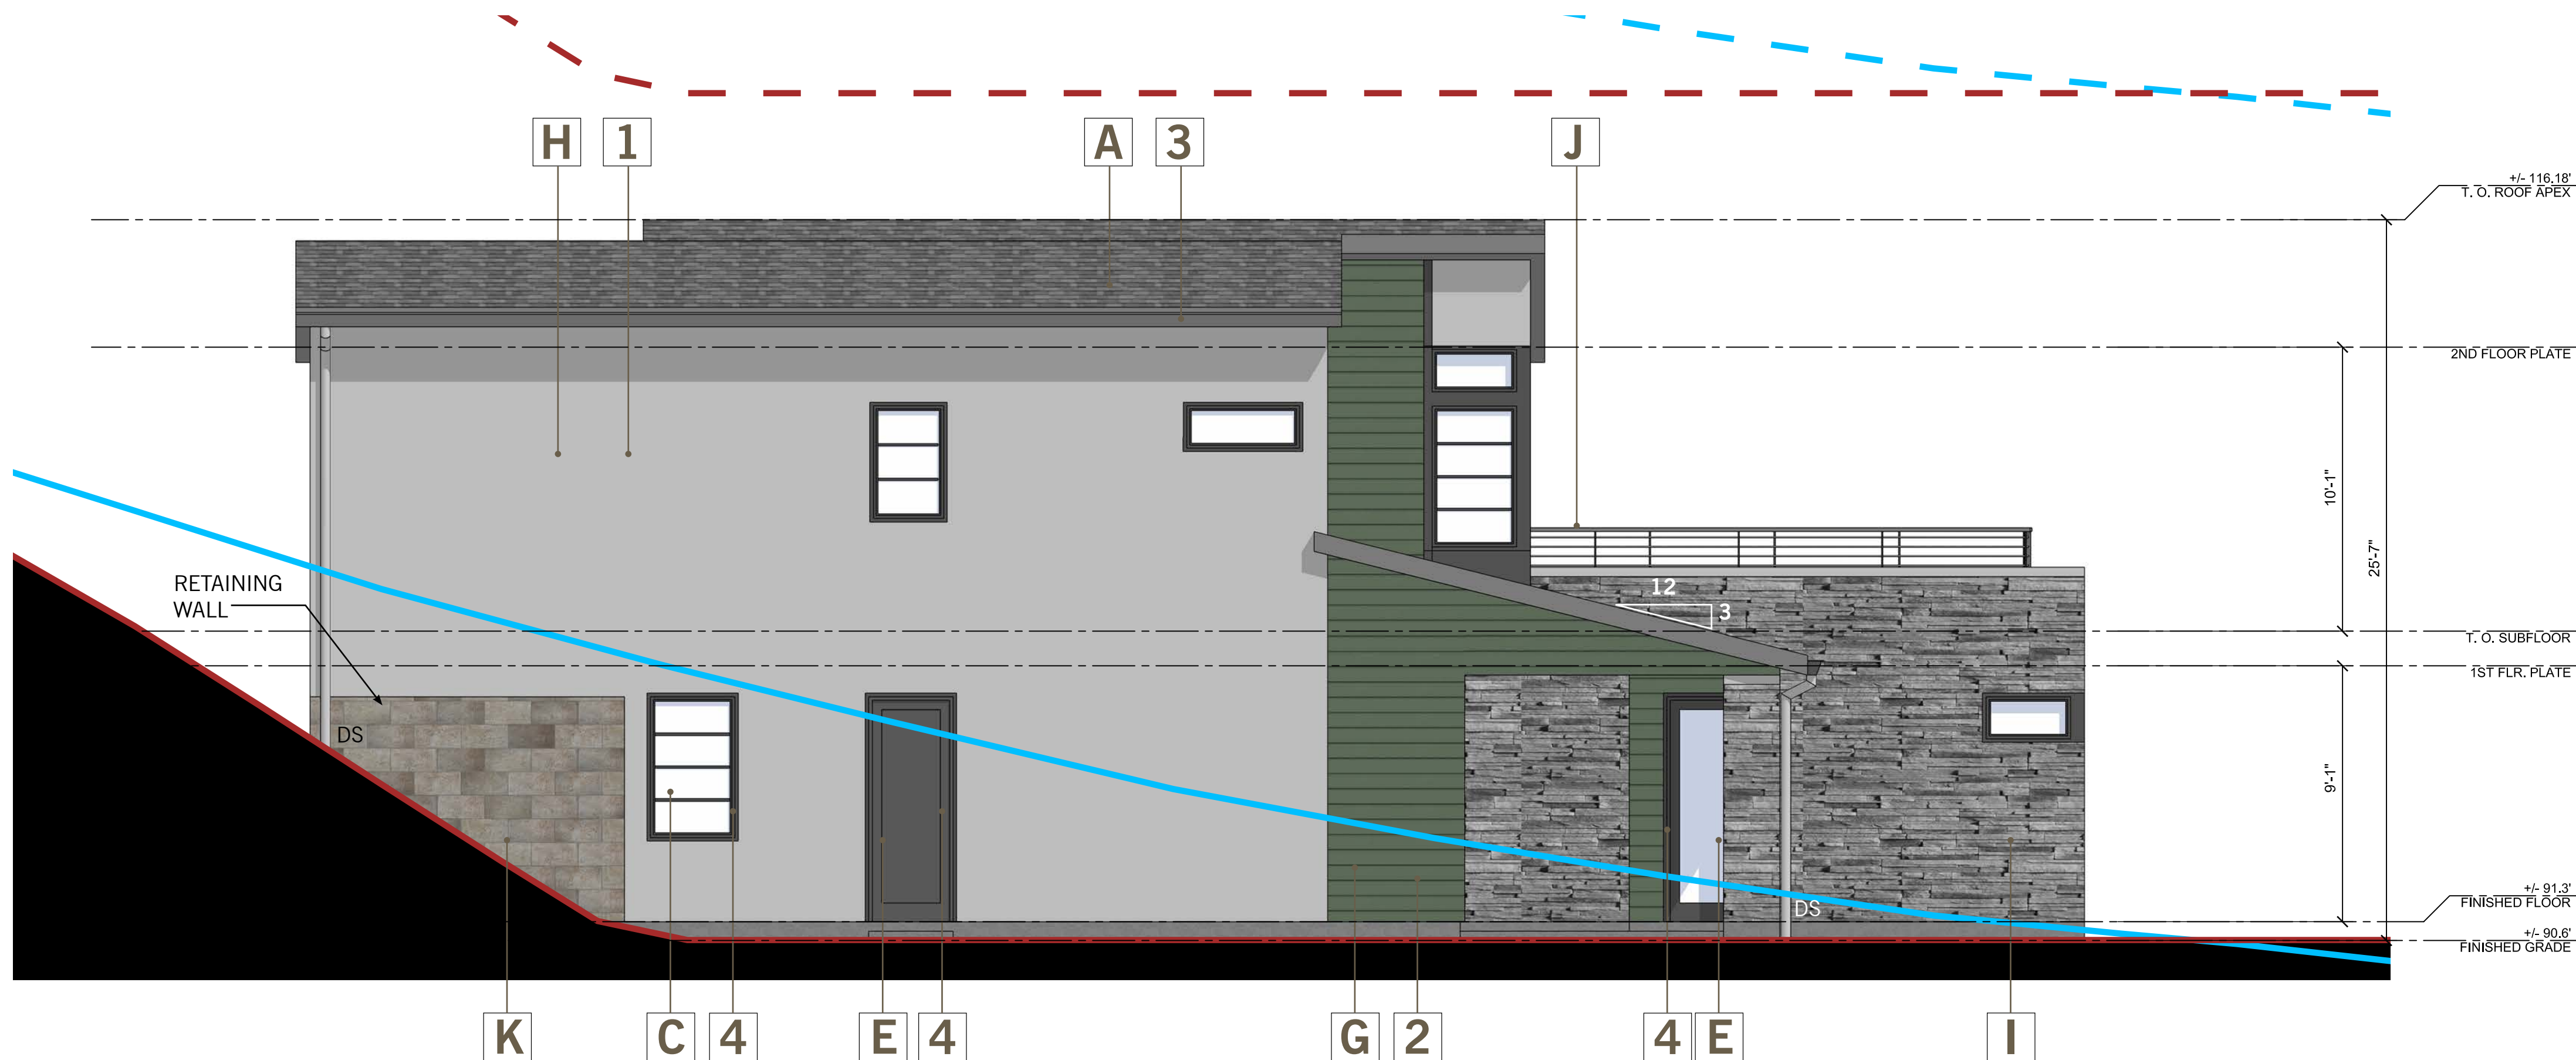 H 1 A 3 J
+/- 116.18'
T. O. ROOF APEX
2ND FLOOR PLATE
10'-1"
25'-7"
RETAINING
WALL
12
3
T. O. SUBFLOOR
1ST FLR. PLATE
DS
9'-1"
+/- 91.3'
FINISHED FLOOR
DS
+/- 90.6'
FINISHED GRADE
K C 4 E 4 G 2 4 E I